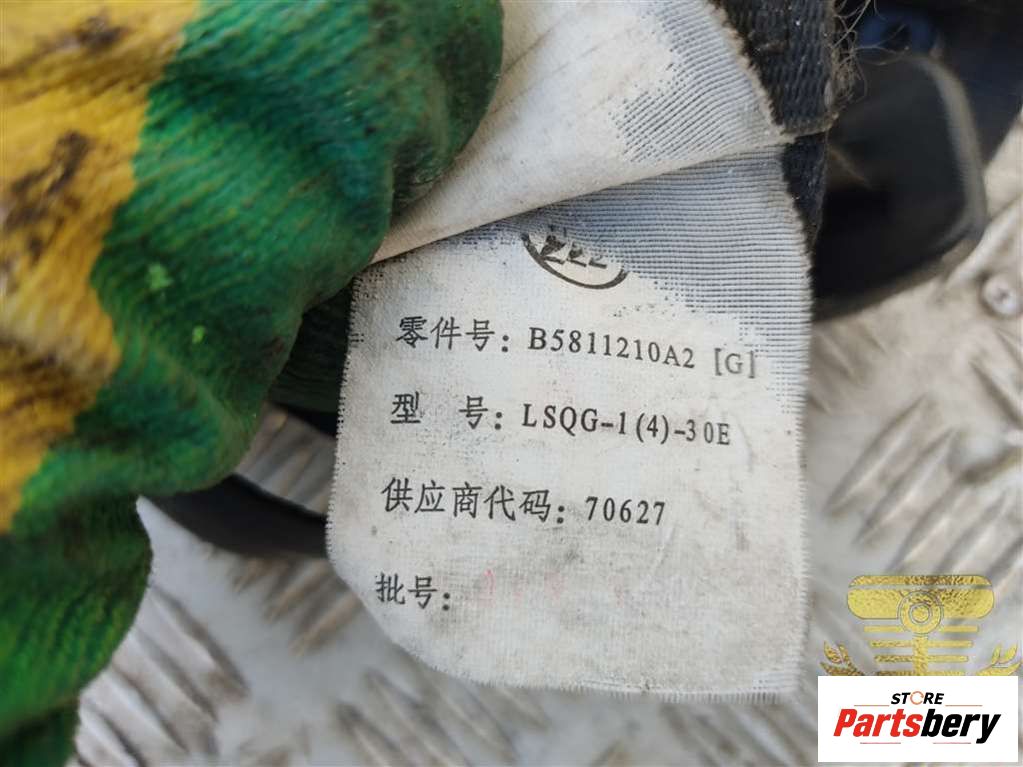 零件号: B5811210A2 [G]
型 号: LSQG-1(4)-30E
供应商代码: 70627
批号:
STORE
Partsbery